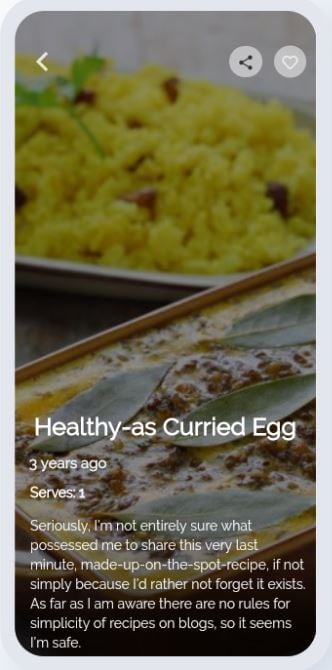 Healthy-as Curried Egg
3 years ago
Serves: 1
Seriously, I'm not entirely sure what
possessed me to share this very last
minute, made-up-on-the-spot-recipe, if not
simply because I'd rather not forget it exists.
As far as I am aware there are no rules for
simplicity of recipes on blogs, so it seems
I'm safe.